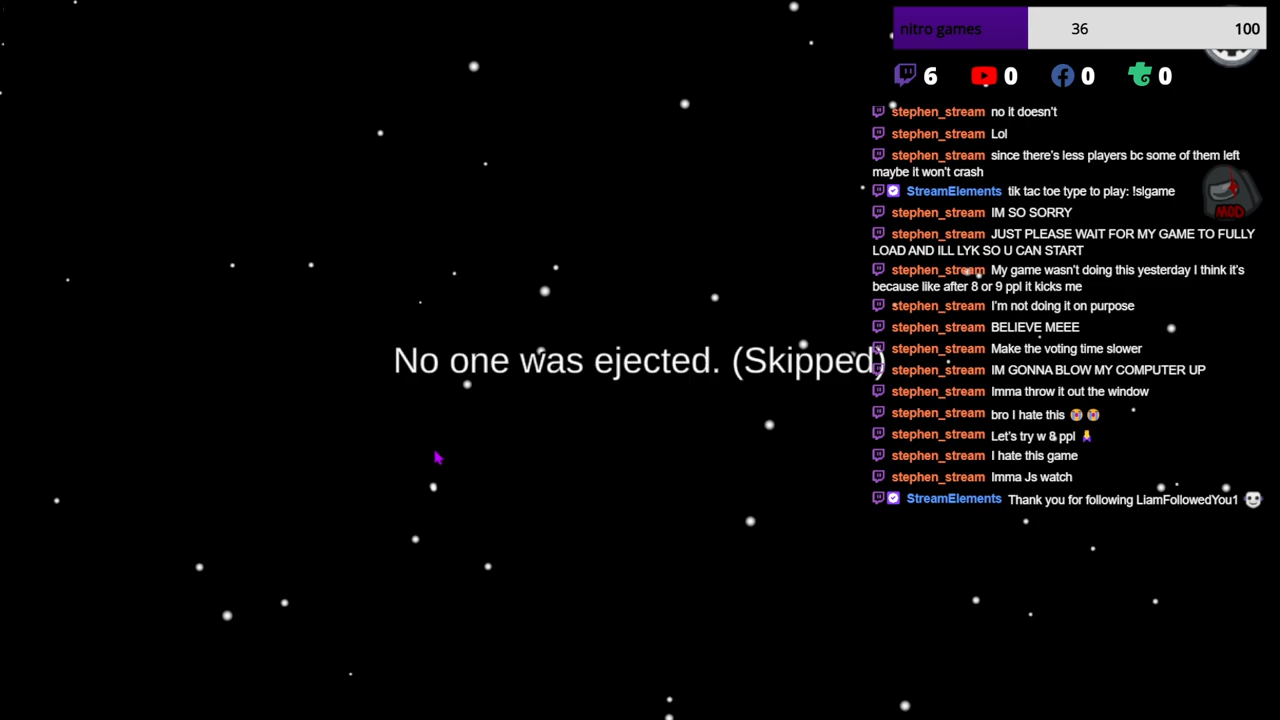 nitro games 36 100
6 0 0 0
stephen_stream no it doesn't
stephen_stream Lol
stephen_stream since there's less players bc some of them left
maybe it won't crash
StreamElements tik tac toe type to play: !slgame
MOD
stephen_stream IM SO SORRY
stephen_stream JUST PLEASE WAIT FOR MY GAME TO FULLY
LOAD AND ILL LYK SO U CAN START
stephen_stream My game wasn't doing this yesterday I think it's
because like after 8 or 9 ppl it kicks me
stephen_stream I'm not doing it on purpose
stephen_stream BELIEVE MEEE
stephen_stream Make the voting time slower
No one was ejected. (Skipped)
stephen_stream IM GONNA BLOW MY COMPUTER UP
stephen_stream Imma throw it out the window
stephen_stream bro I hate this
stephen_stream Let's try w 8 ppl
stephen_stream I hate this game
stephen_stream Imma Js watch
StreamElements Thank you for following LiamFollowedYou1